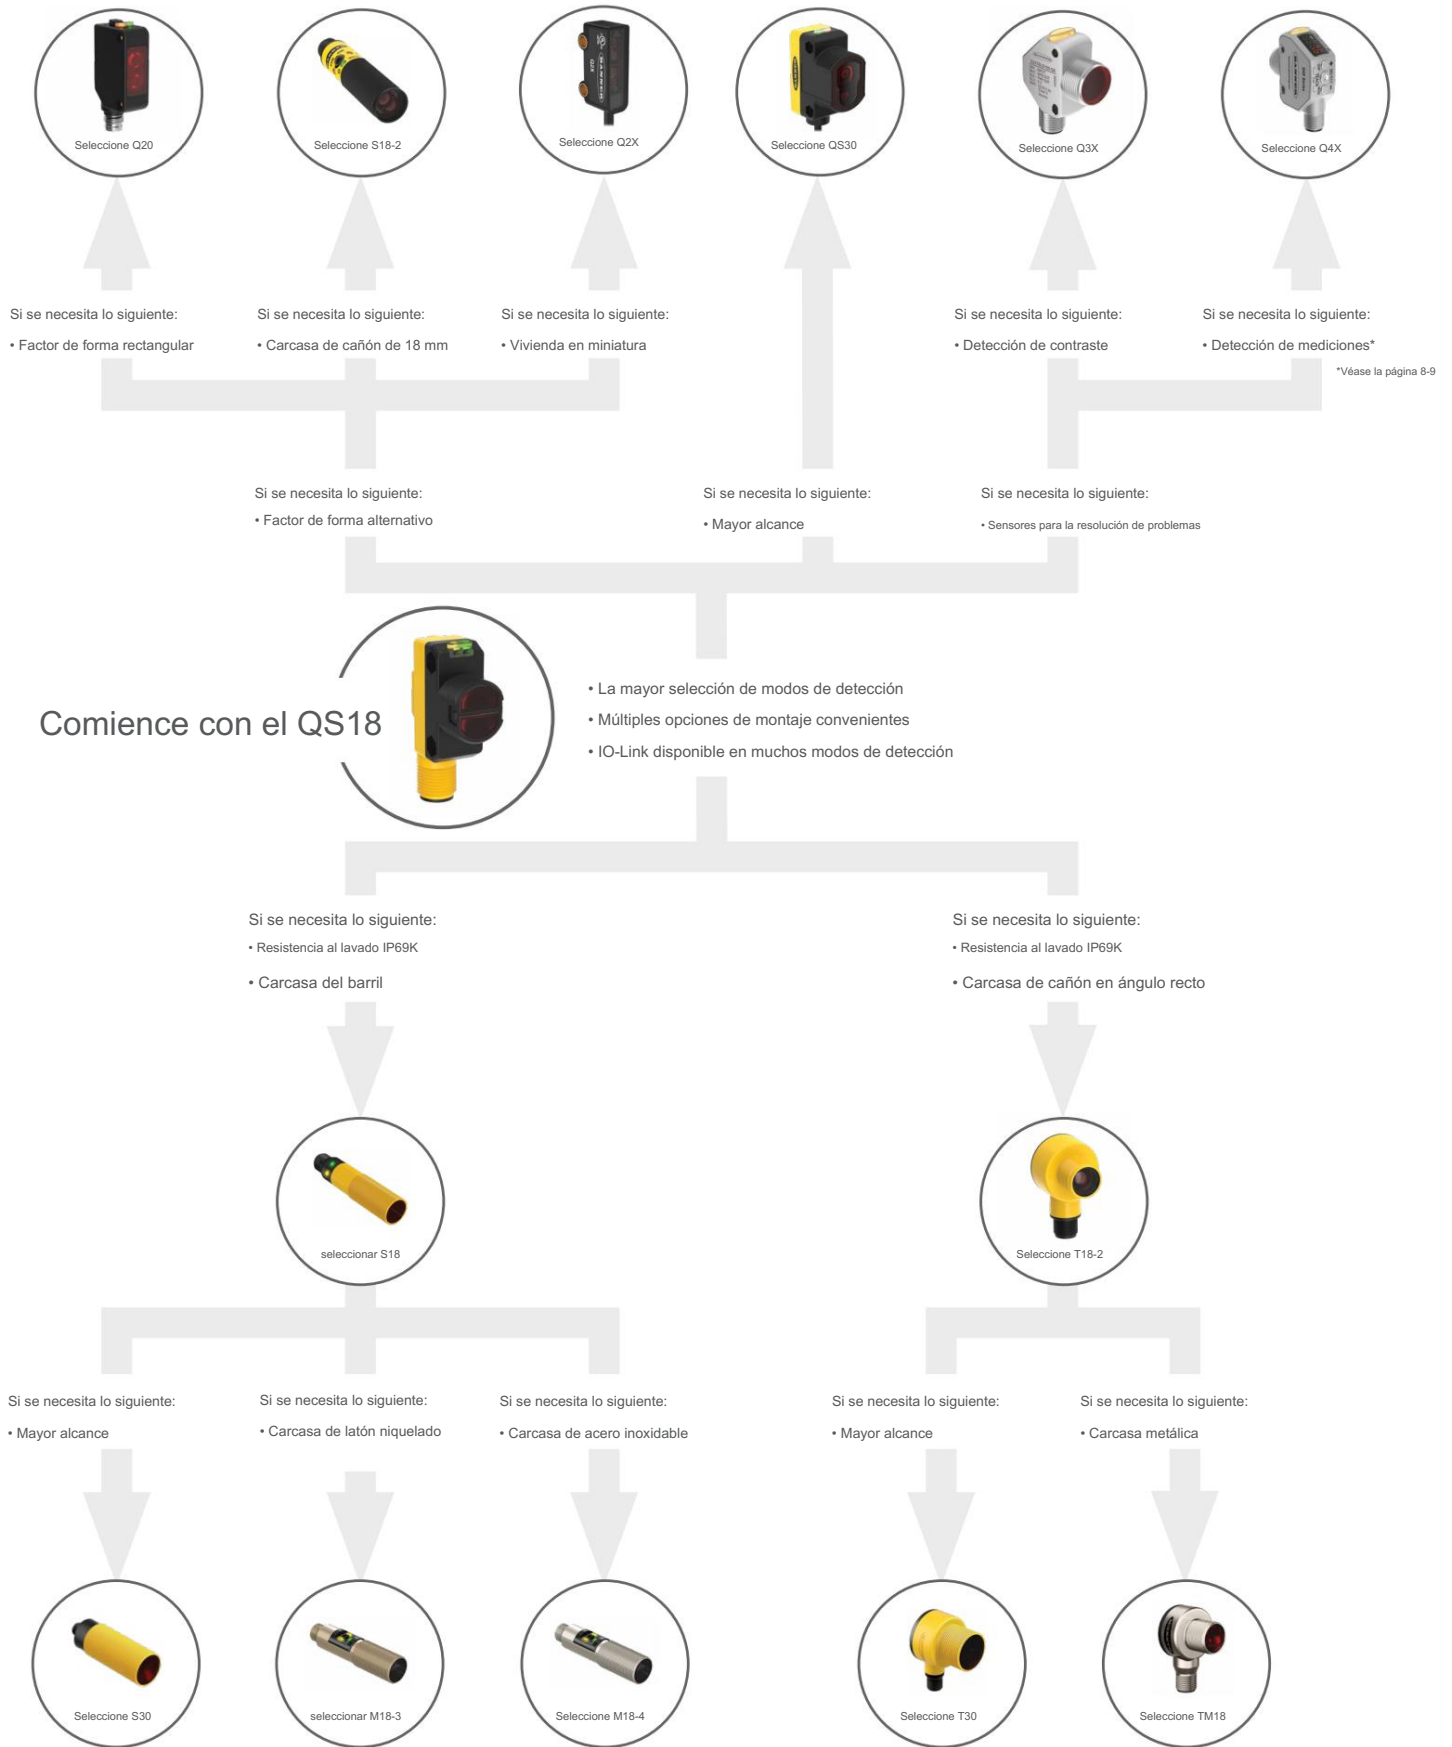 Seleccione Q20
Seleccione S18-2
Seleccione Q2X
Seleccione QS30
Seleccione Q3X
Seleccione Q4X
Si se necesita lo siguiente:
• Factor de forma rectangular
Si se necesita lo siguiente:
• Carcasa de cañón de 18 mm
Si se necesita lo siguiente:
• Vivienda en miniatura
Si se necesita lo siguiente:
• Detección de contraste
Si se necesita lo siguiente:
• Detección de mediciones*
*Véase la página 8-9
Si se necesita lo siguiente:
• Factor de forma alternativo
Si se necesita lo siguiente:
• Mayor alcance
Si se necesita lo siguiente:
• Sensores para la resolución de problemas
Comience con el QS18
• La mayor selección de modos de detección
• Múltiples opciones de montaje convenientes
• IO-Link disponible en muchos modos de detección
Si se necesita lo siguiente:
• Resistencia al lavado IP69K
• Carcasa del barril
Si se necesita lo siguiente:
• Resistencia al lavado IP69K
• Carcasa de cañón en ángulo recto
seleccionar S18
Seleccione T18-2
Si se necesita lo siguiente:
• Mayor alcance
Si se necesita lo siguiente:
• Carcasa de latón niquelado
Si se necesita lo siguiente:
• Carcasa de acero inoxidable
Si se necesita lo siguiente:
• Mayor alcance
Si se necesita lo siguiente:
• Carcasa metálica
Seleccione S30
seleccionar M18-3
Seleccione M18-4
Seleccione T30
Seleccione TM18